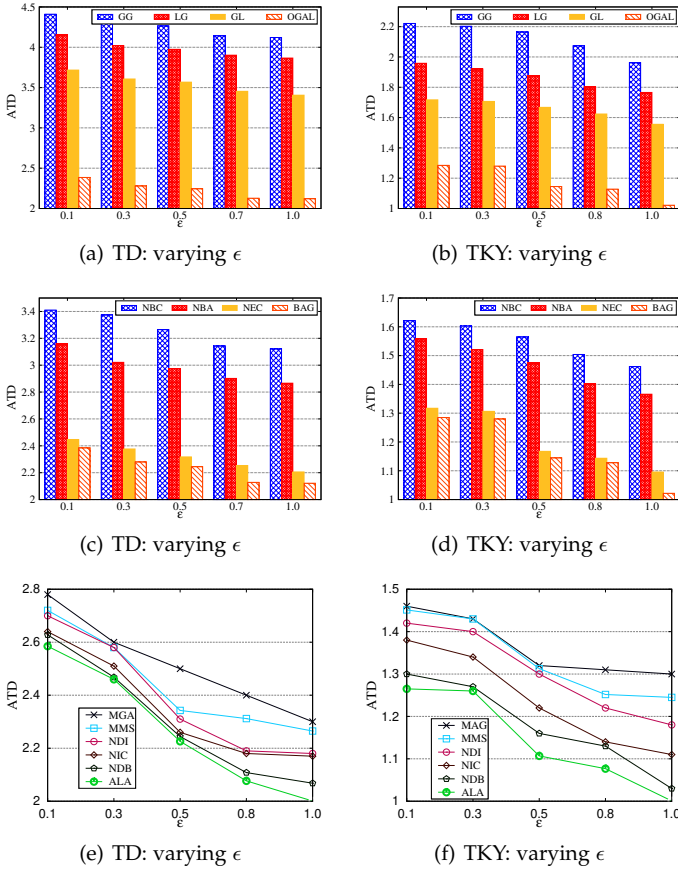 GG LG GL OGAL
4.5
4
3.5
3
2.5
2
ATD
0.1 0.3 0.5 0.7 1.0
ε
(a) TD: varying ϵ
GG LG GL OGAL
2.2
2
1.8
1.6
1.4
1.2
1
ATD
0.1 0.3 0.5 0.8 1.0
ε
(b) TKY: varying ϵ
NBC NBA NEC BAG
3.4
3.2
3
2.8
2.6
2.4
2.2
2
ATD
0.1 0.3 0.5 0.7 1.0
ε
(c) TD: varying ϵ
NBC NBA NEC BAG
1.7
1.6
1.5
1.4
1.3
1.2
1.1
1
ATD
0.1 0.3 0.5 0.8 1.0
ε
(d) TKY: varying ϵ
2.8
2.6
2.4
2.2
2
ATD
MGA
MMS
NDI
NIC
NDB
ALA
0.1 0.3 0.5 0.8 1.0
ε
(e) TD: varying ϵ
1.5
1.4
1.3
1.2
1.1
1
ATD
MAG
MMS
NDI
NIC
NDB
ALA
0.1 0.3 0.5 0.8 1.0
ε
(f) TKY: varying ϵ